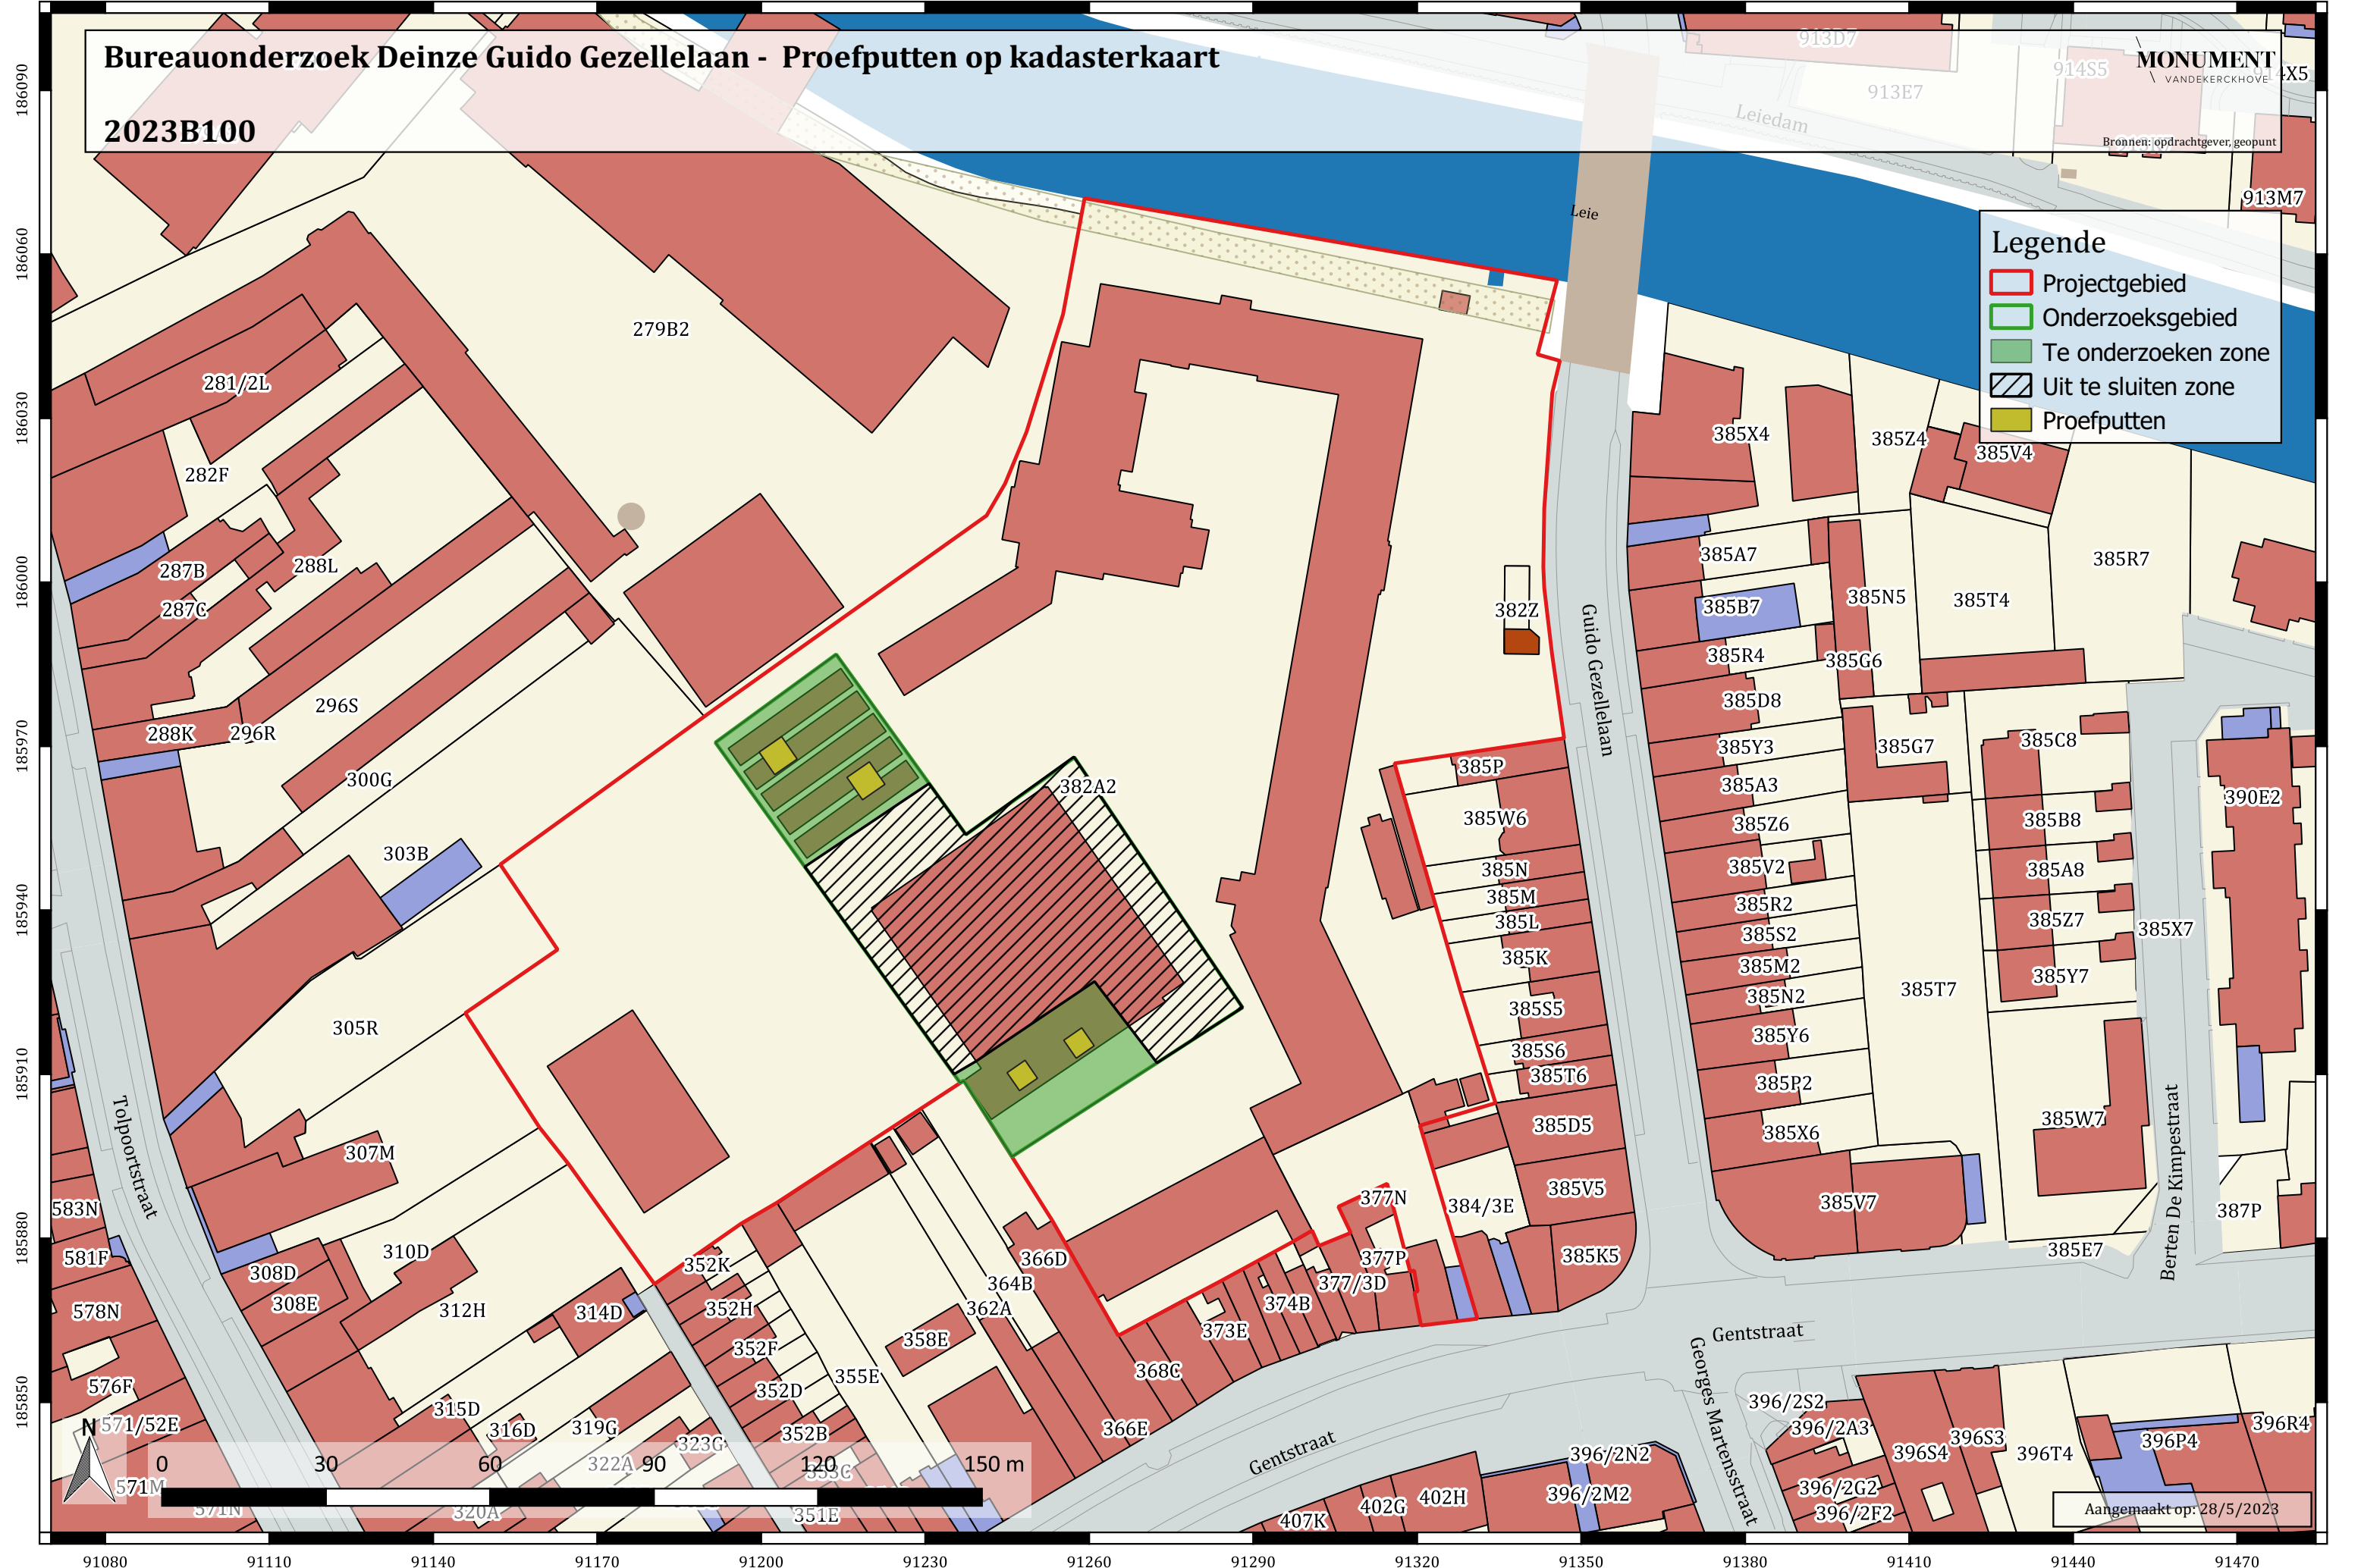 Bureauonderzoek Deinze Guido Gezellelaan - Proefputten op kadasterkaart
2023B100
MONUMENT
VANDEKERCKHOVE
Bronnen: opdrachtgever, geopunt
913D7
914S5
914X5
913E7
Leiedam
913M7
Leie
Legende
Projectgebied
Onderzoeksgebied
Te onderzoeken zone
Uit te sluiten zone
Proefputten
279B2
281/2L
282F
287B
287C
288L
288K
296R
296S
300G
303B
305R
307M
310D
308D
308E
312H
314D
315D
316D
319G
322A
323G
320A
583N
581F
578N
576F
571/52E
571M
571N
352K
352H
352F
352D
352B
353C
351E
355E
358E
362A
364B
366D
366E
368C
373E
374B
377/3D
377P
377N
384/3E
382A2
382Z
385P
385W6
385N
385M
385L
385K
385S5
385S6
385T6
385D5
385V5
385K5
385X4
385Z4
385V4
385A7
385B7
385R4
385D8
385Y3
385A3
385Z6
385V2
385R2
385S2
385M2
385N2
385Y6
385P2
385X6
385V7
385N5
385G6
385T4
385R7
385G7
385C8
385B8
385A8
385Z7
385Y7
385T7
385X7
385W7
385E7
390E2
387P
396/2S2
396/2A3
396S3
396S4
396T4
396P4
396R4
396/2G2
396/2F2
396/2N2
396/2M2
402H
402G
407K
Tolpoortstraat
Guido Gezellelaan
Berten De Kimpestraat
Gentstraat
Gentstraat
Georges Martensstraat
N
0 30 60 90 120 150 m
Aangemaakt op: 28/5/2023
186090
186060
186030
186000
185970
185940
185910
185880
185850
91080 91110 91140 91170 91200 91230 91260 91290 91320 91350 91380 91410 91440 91470